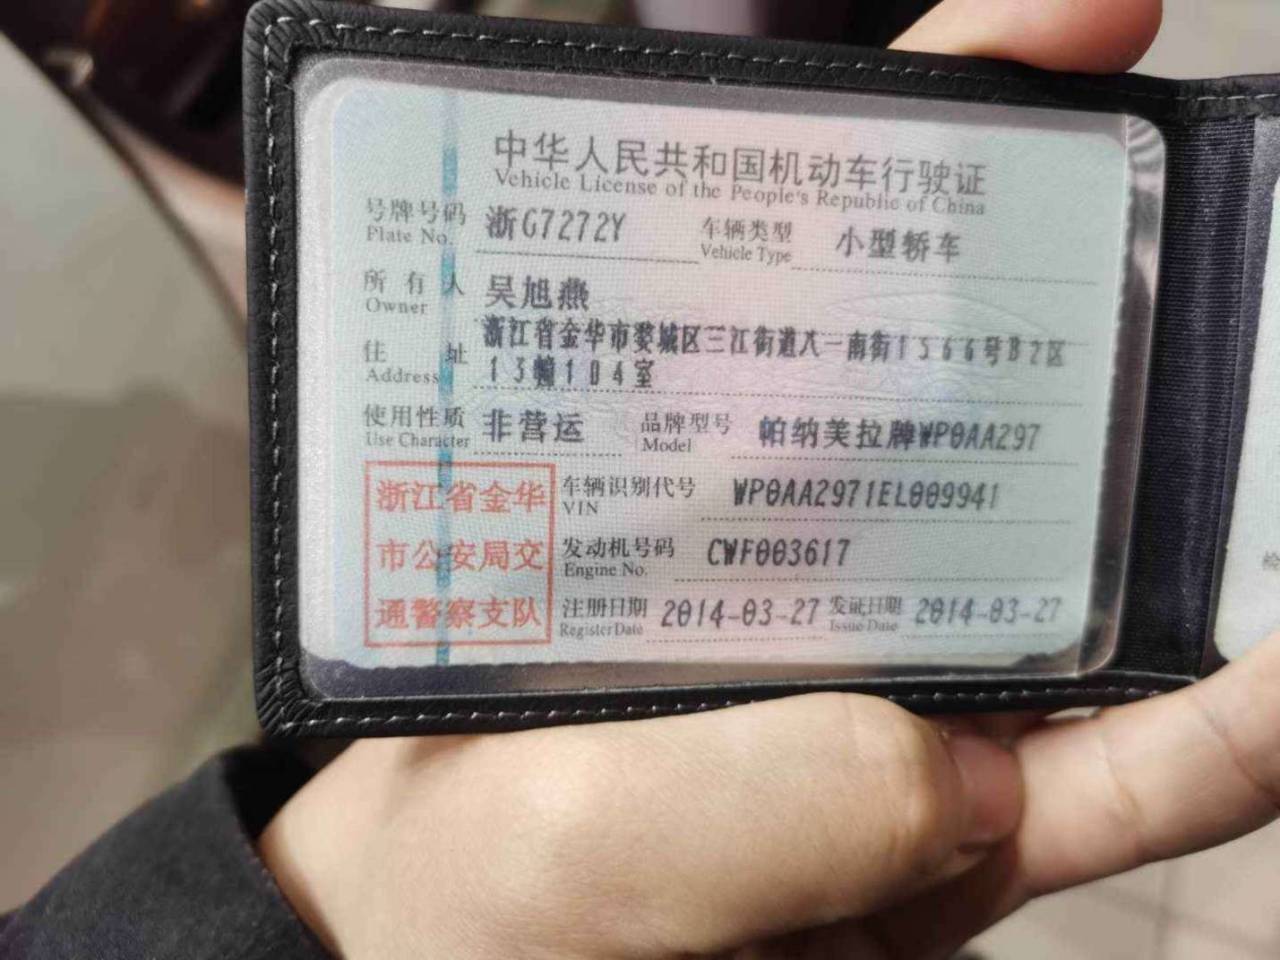 中华人民共和国机动车行驶证
Vehicle License of the People's Republic of China
号牌号码 浙G7272Y 车辆类型 小型轿车
Plate No. Vehicle Type
所有人 吴旭燕
Owner
住址 浙江省金华市婺城区三江街道八一南街1366号B2区
Address 13幢104室
使用性质 非营运 品牌型号 帕纳美拉牌WP0AA297
Use Character Model
浙江省金华 车辆识别代号 WP0AA2971EL009941
VIN
市公安局交 发动机号码 CWF003617
Engine No.
通警察支队 注册日期 2014-03-27 发证日期 2014-03-27
Register Date Issue Date